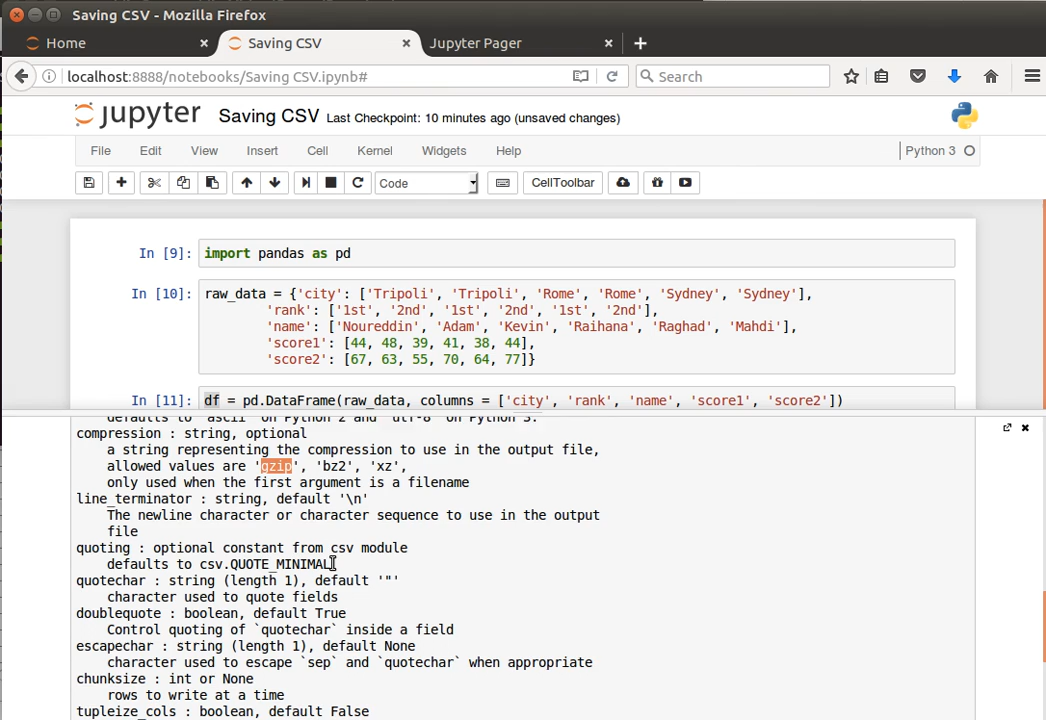 Saving CSV - Mozilla Firefox
Home
Saving CSV
Jupyter Pager
localhost:8888/notebooks/Saving CSV.ipynb#
Search
jupyter
Saving CSV Last Checkpoint: 10 minutes ago (unsaved changes)
File Edit View Insert Cell Kernel Widgets Help
Python 3
Code
CellToolbar
In [9]: import pandas as pd
In [10]: raw_data = {'city': ['Tripoli', 'Tripoli', 'Rome', 'Rome', 'Sydney', 'Sydney'],
'rank': ['1st', '2nd', '1st', '2nd', '1st', '2nd'],
'name': ['Noureddin', 'Adam', 'Kevin', 'Raihana', 'Raghad', 'Mahdi'],
'score1': [44, 48, 39, 41, 38, 44],
'score2': [67, 63, 55, 70, 64, 77]}
In [11]: df = pd.DataFrame(raw_data, columns = ['city', 'rank', 'name', 'score1', 'score2'])
defaults to 'ascii' on Python 2 and 'utf-8' on Python 3.
compression : string, optional
a string representing the compression to use in the output file,
allowed values are 'gzip', 'bz2', 'xz',
only used when the first argument is a filename
line_terminator : string, default '\n'
The newline character or character sequence to use in the output
file
quoting : optional constant from csv module
defaults to csv.QUOTE_MINIMAL
quotechar : string (length 1), default '"'
character used to quote fields
doublequote : boolean, default True
Control quoting of `quotechar` inside a field
escapechar : string (length 1), default None
character used to escape `sep` and `quotechar` when appropriate
chunksize : int or None
rows to write at a time
tupleize_cols : boolean, default False